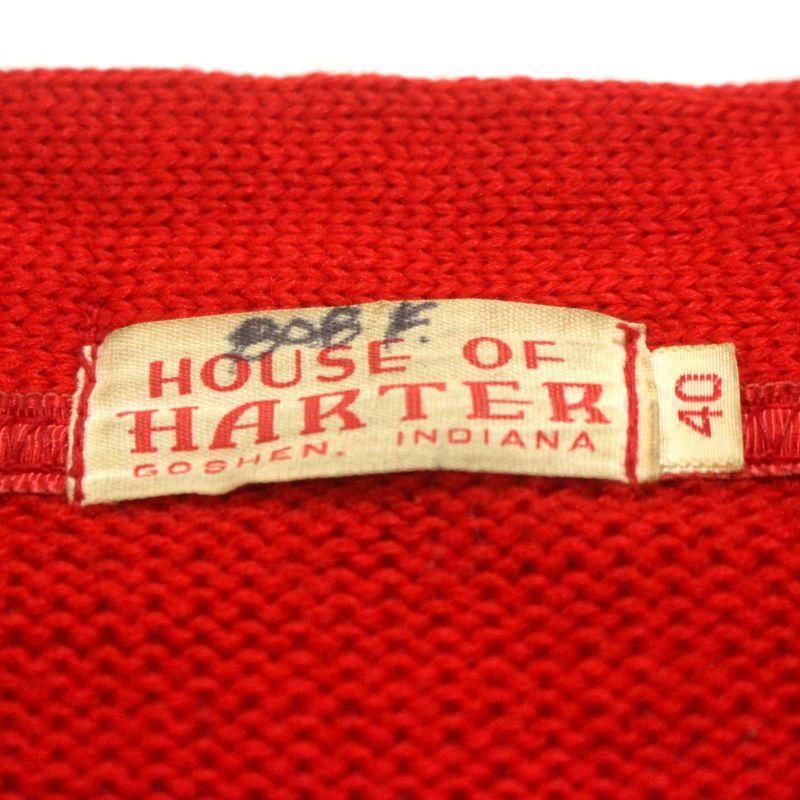 BOB F.
HOUSE OF
HARTER
GOSHEN, INDIANA
40